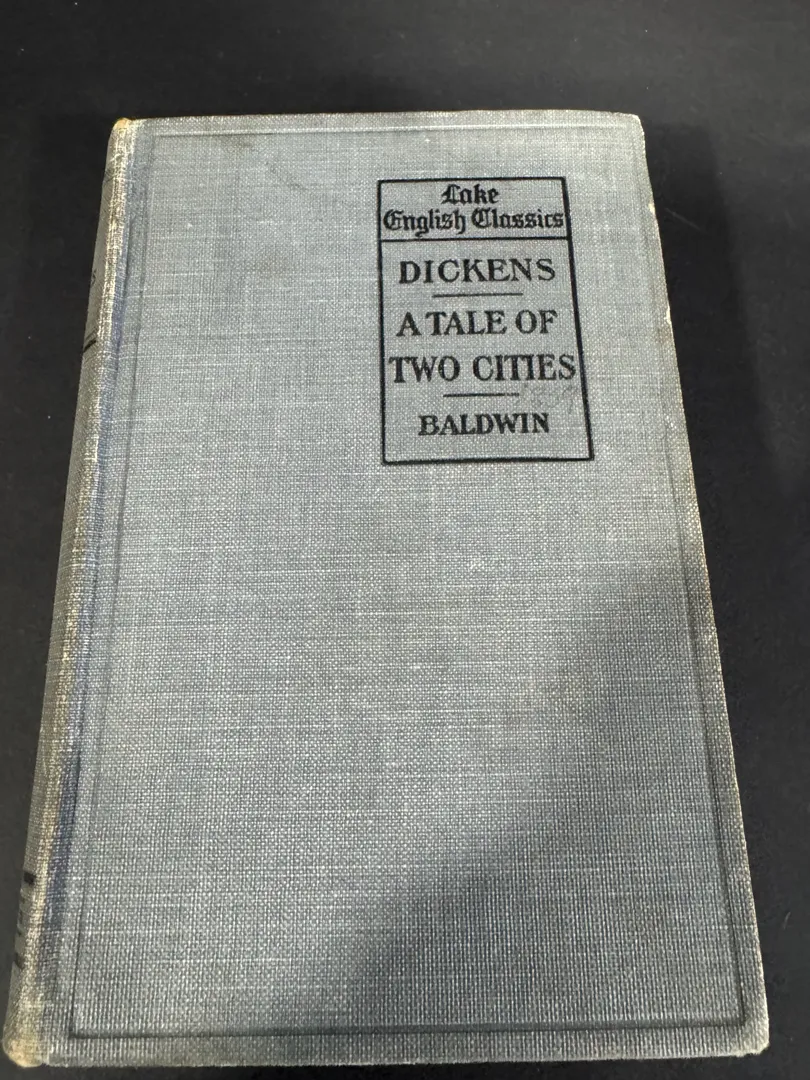 Lake
English Classics
DICKENS
A TALE OF
TWO CITIES
BALDWIN